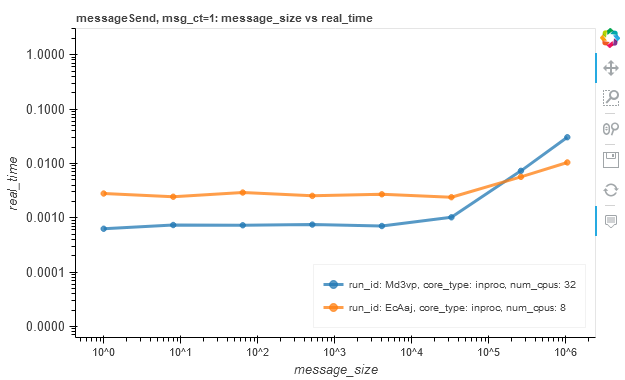 messageSend, msg_ct=1: message_size vs real_time
1.0000
0.1000
0.0100
0.0010
0.0001
0.0000
real_time
run_id: Md3vp, core_type: inproc, num_cpus: 32
run_id: EcAaj, core_type: inproc, num_cpus: 8
10^0
10^1
10^2
10^3
10^4
10^5
10^6
message_size